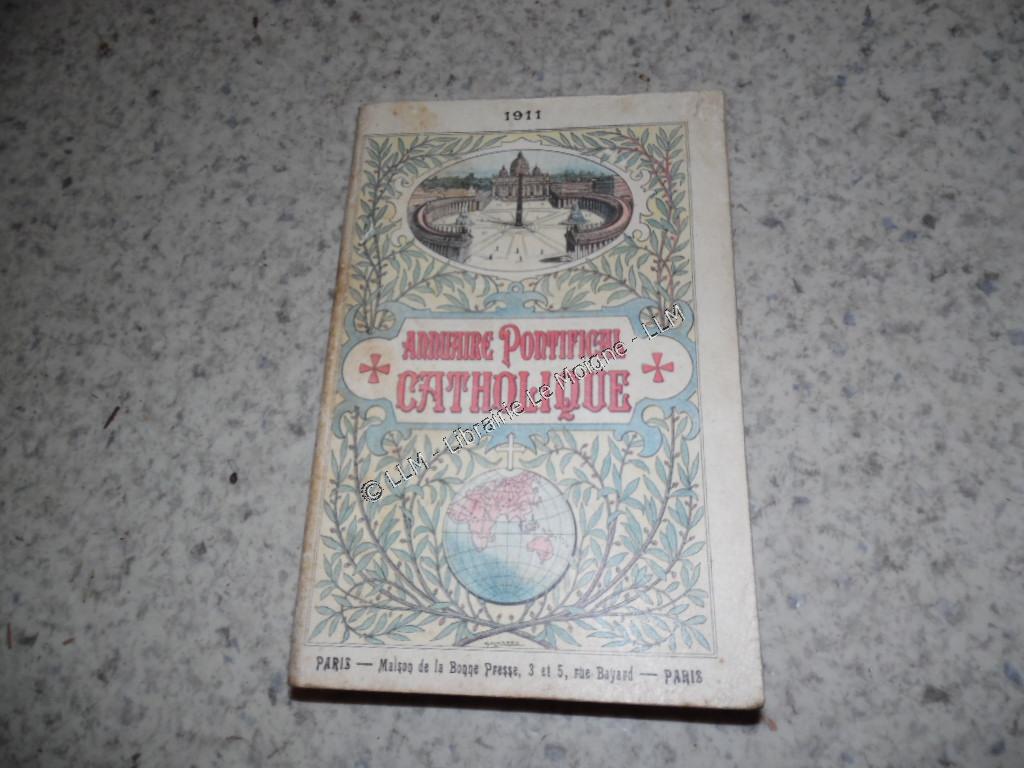 1911
ANNUAIRE PONTIFICAL
CATHOLIQUE
© LLM - Librairie Le Moigne - LLM
PARIS — Maison de la Bonne Presse, 3 et 5, rue Bayard — PARIS